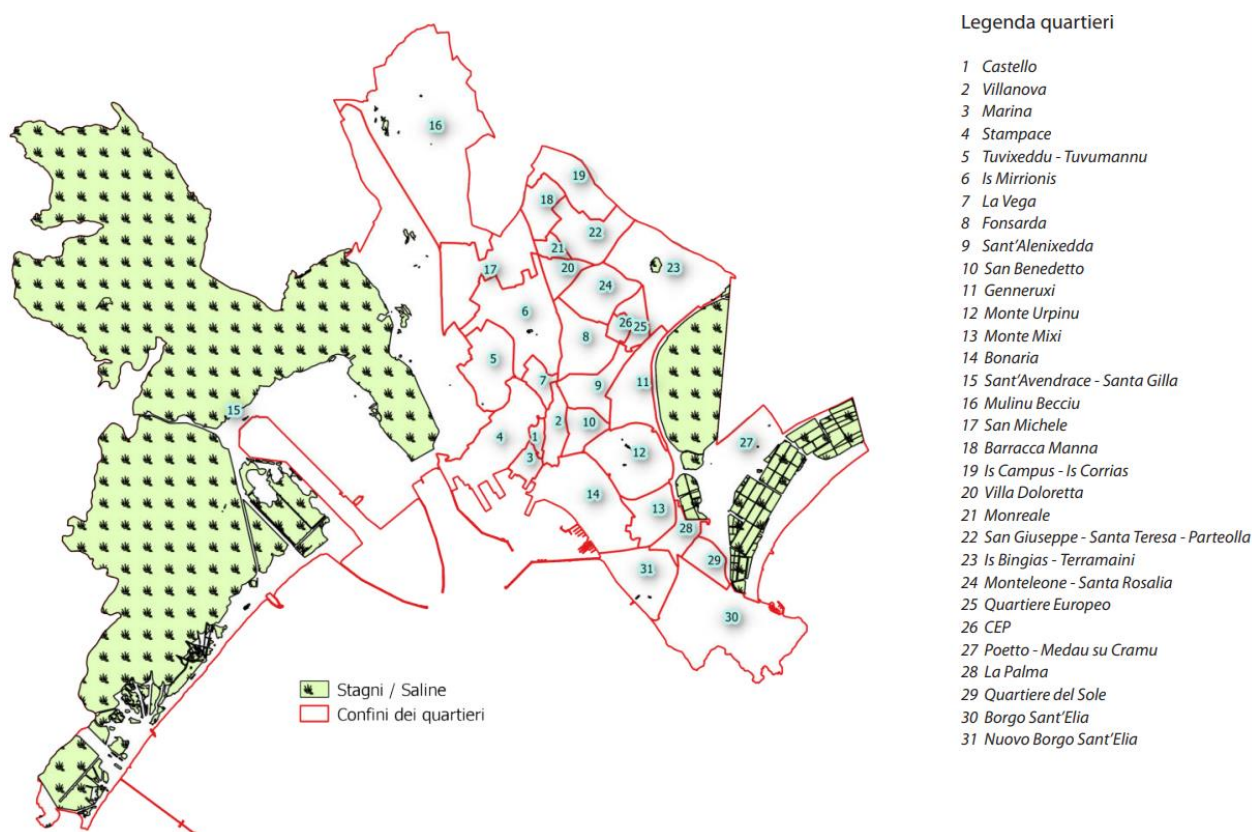 Legenda quartieri
1 Castello
2 Villanova
3 Marina
4 Stampace
5 Tuvixeddu - Tuvumannu
6 Is Mirrionis
7 La Vega
8 Fonsarda
9 Sant'Alenixedda
10 San Benedetto
11 Genneruxi
12 Monte Urpinu
13 Monte Mixi
14 Bonaria
15 Sant'Avendrace - Santa Gilla
16 Mulinu Becciu
17 San Michele
18 Barracca Manna
19 Is Campus - Is Corrias
20 Villa Doloretta
21 Monreale
22 San Giuseppe - Santa Teresa - Parteolla
23 Is Bingias - Terramaini
24 Monteleone - Santa Rosalia
25 Quartiere Europeo
26 CEP
27 Poetto - Medau su Cramu
28 La Palma
29 Quartiere del Sole
30 Borgo Sant'Elia
31 Nuovo Borgo Sant'Elia
16
19
18
22
21
20
23
17
24
6
26
25
8
5
7
11
9
15
2
10
4
1
3
12
27
14
13
28
29
31
30
Stagni / Saline
Confini dei quartieri